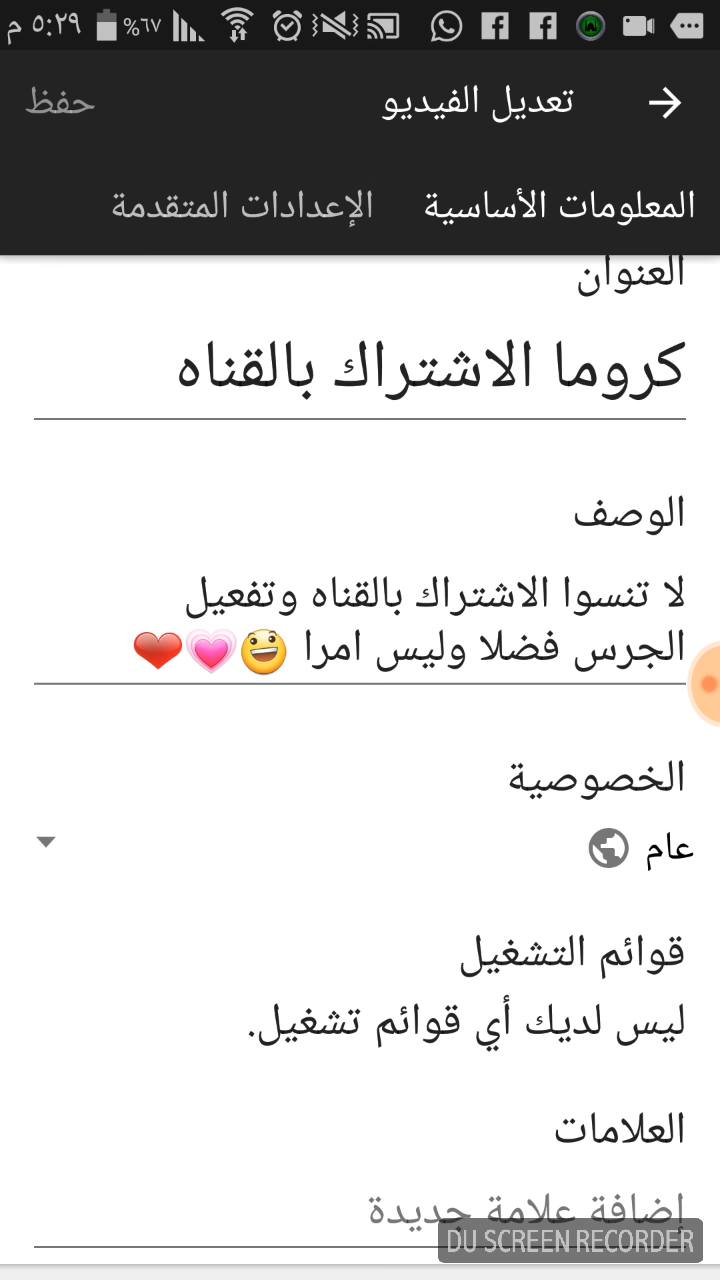 ٥:٢٩ م
%٦٧
تعديل الفيديو
حفظ
المعلومات الأساسية
الإعدادات المتقدمة
العنوان
كروما الاشتراك بالقناه
الوصف
لا تنسوا الاشتراك بالقناه وتفعيل
الجرس فضلا وليس امرا 😃💗❤
الخصوصية
عام
قوائم التشغيل
ليس لديك أي قوائم تشغيل.
العلامات
إضافة علامة جديدة
DU SCREEN RECORDER